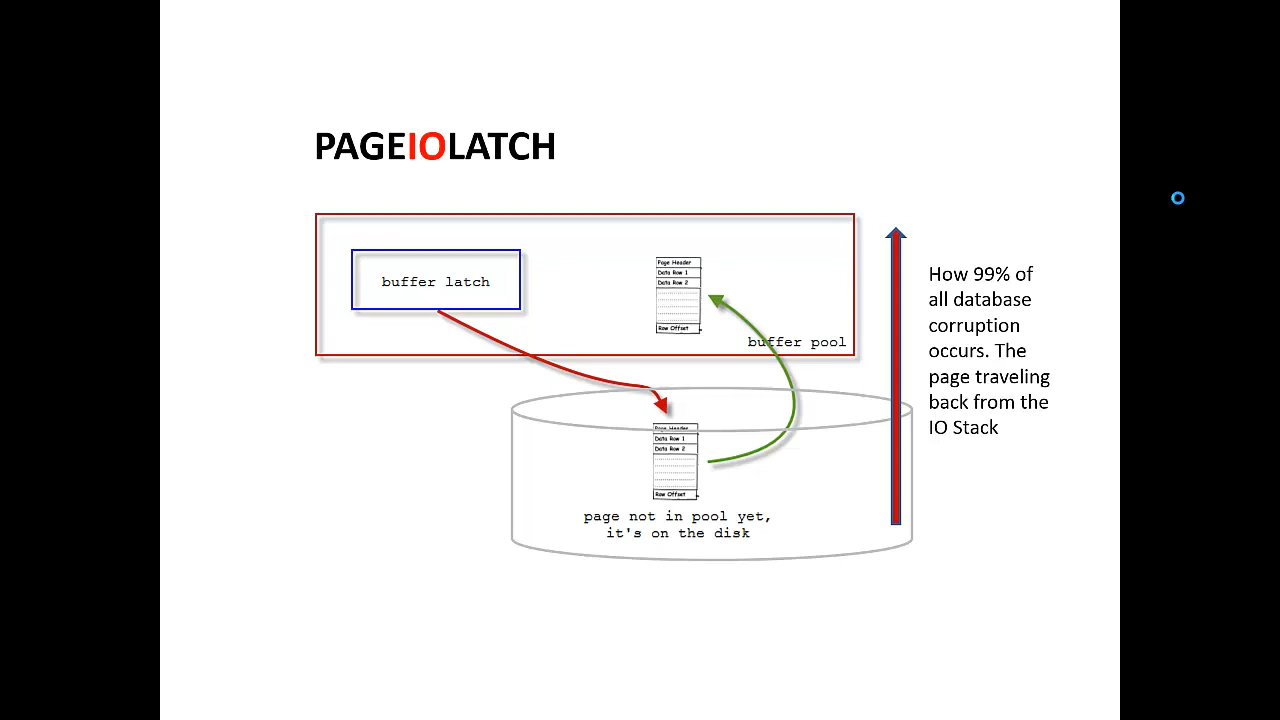 PAGEIOLATCH
buffer latch
Page Header
Data Row 1
Data Row 2
Row Offset
buffer pool
How 99% of
all database
corruption
occurs. The
page traveling
back from the
IO Stack
Page Header
Data Row 1
Data Row 2
Row Offset
page not in pool yet,
it's on the disk